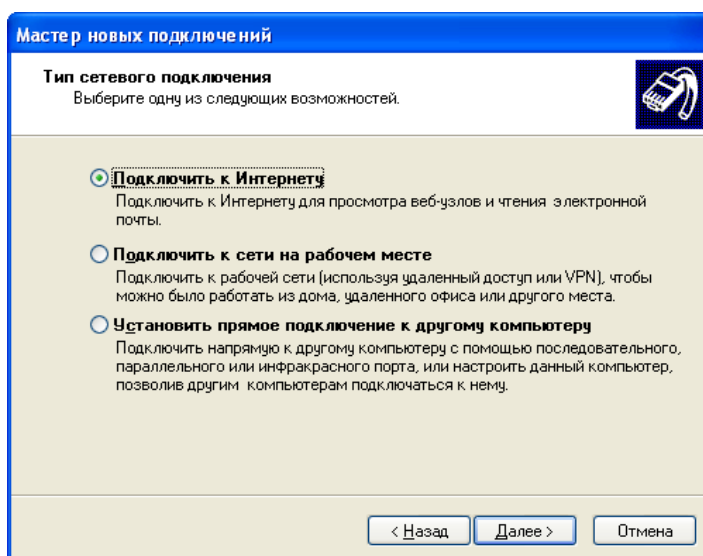 Мастер новых подключений
Тип сетевого подключения
Выберите одну из следующих возможностей.
Подключить к Интернету
Подключить к Интернету для просмотра веб-узлов и чтения электронной
почты.
Подключить к сети на рабочем месте
Подключить к рабочей сети (используя удаленный доступ или VPN), чтобы
можно было работать из дома, удаленного офиса или другого места.
Установить прямое подключение к другому компьютеру
Подключить напрямую к другому компьютеру с помощью последовательного,
параллельного или инфракрасного порта, или настроить данный компьютер,
позволив другим компьютерам подключаться к нему.
< Назад Далее > Отмена